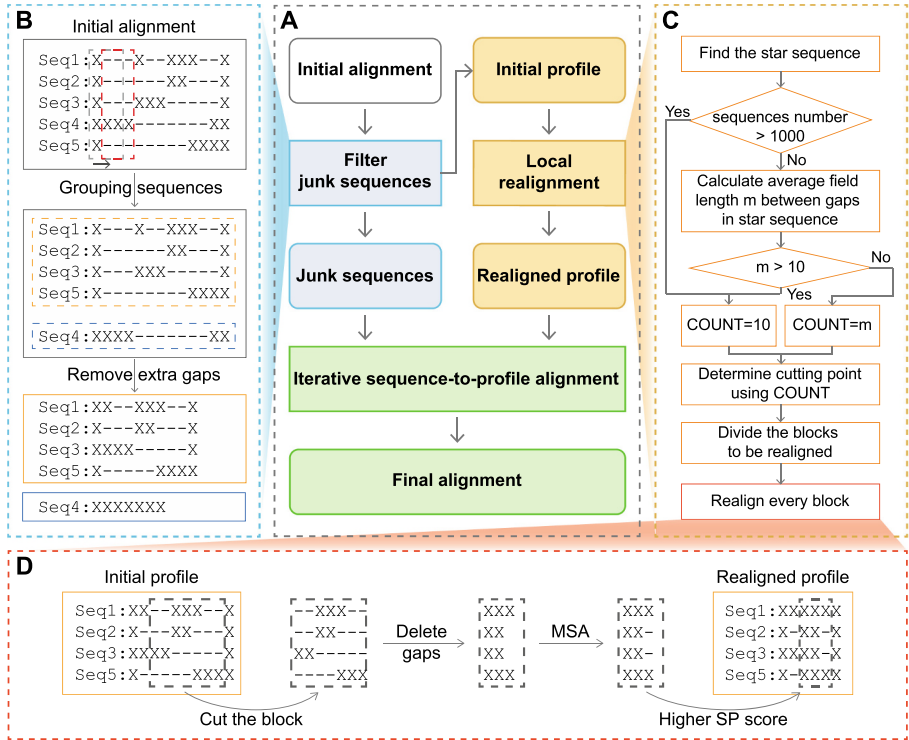 B
Initial alignment
Seq1:X---X--XXX--X
Seq2:X------XX---X
Seq3:X---XXX-----X
Seq4:XXXX-------XX
Seq5:X--------XXXX
Grouping sequences
Seq1:X---X--XXX--X
Seq2:X------XX---X
Seq3:X---XXX-----X
Seq5:X--------XXXX
Seq4:XXXX-------XX
Remove extra gaps
Seq1:XX--XXX--X
Seq2:X---XX---X
Seq3:XXXX-----X
Seq5:X-----XXXX
Seq4:XXXXXXX
A
Initial alignment
Filter
junk sequences
Junk sequences
Initial profile
Local
realignment
Realigned profile
Iterative sequence-to-profile alignment
Final alignment
C
Find the star sequence
sequences number
> 1000
Yes
No
Calculate average field
length m between gaps
in star sequence
m > 10
No
Yes
COUNT=10
COUNT=m
Determine cutting point
using COUNT
Divide the blocks
to be realigned
Realign every block
D
Initial profile
Seq1:XX--XXX--X
Seq2:X---XX---X
Seq3:XXXX-----X
Seq5:X-----XXXX
Cut the block
--XXX--
--XX---
XX-----
----XXX
Delete
gaps
XXX
XX
XX
XXX
MSA
XXX
XX-
XX-
XXX
Higher SP score
Realigned profile
Seq1:XXXXXX
Seq2:X-XX-X
Seq3:XXXX-X
Seq5:X-XXXX